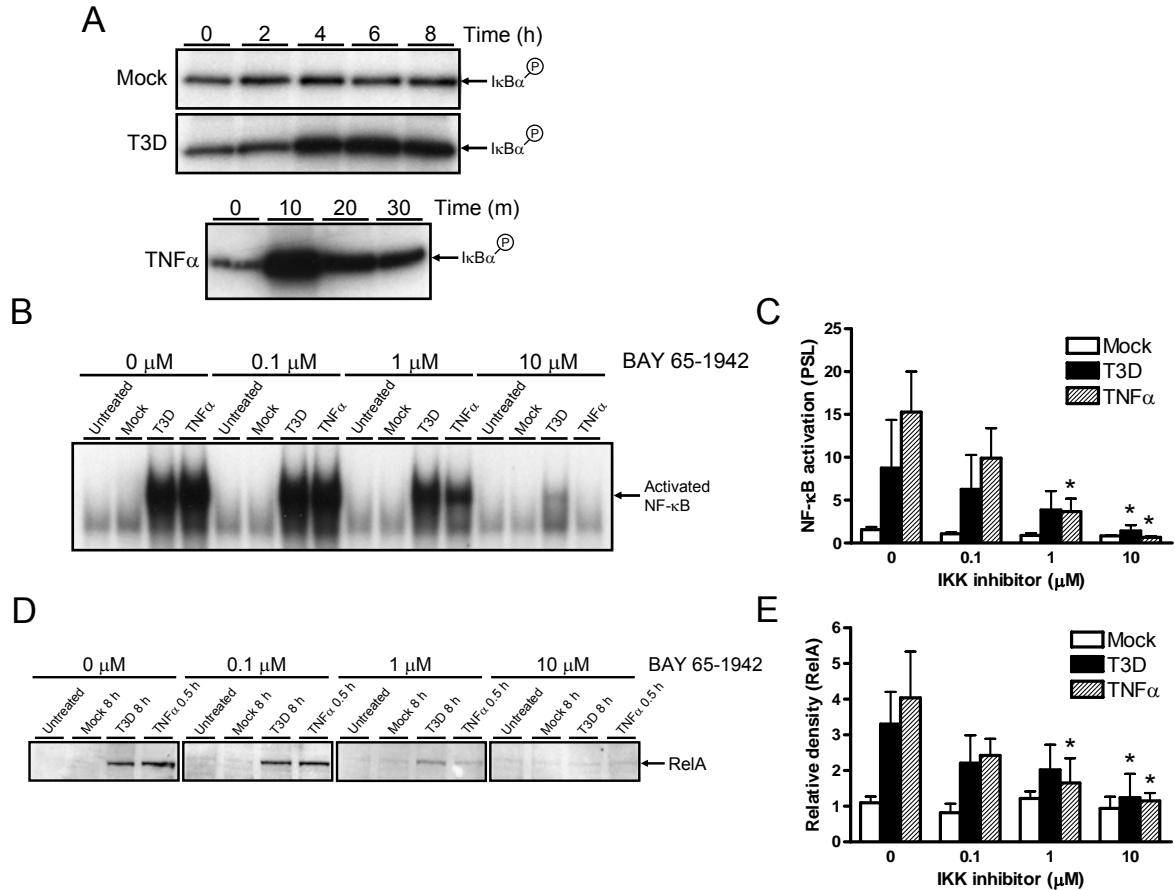 A
0 2 4 6 8 Time (h)
Mock
IκBα
P
T3D
IκBα
P
0 10 20 30 Time (m)
TNFα
IκBα
P
B
0 μM 0.1 μM 1 μM 10 μM BAY 65-1942
Untreated Mock T3D TNFα Untreated Mock T3D TNFα Untreated Mock T3D TNFα Untreated Mock T3D TNFα
Activated
NF-κB
C
NF-κB activation (PSL)
25
20
15
10
5
0
Mock
T3D
TNFα
*
*
*
0 0.1 1 10
IKK inhibitor (μM)
D
0 μM 0.1 μM 1 μM 10 μM BAY 65-1942
Untreated Mock 8 h T3D 8 h TNFα 0.5 h Untreated Mock 8 h T3D 8 h TNFα 0.5 h Untreated Mock 8 h T3D 8 h TNFα 0.5 h Untreated Mock 8 h T3D 8 h TNFα 0.5 h
RelA
E
Relative density (RelA)
6
5
4
3
2
1
0
Mock
T3D
TNFα
*
*
*
0 0.1 1 10
IKK inhibitor (μM)